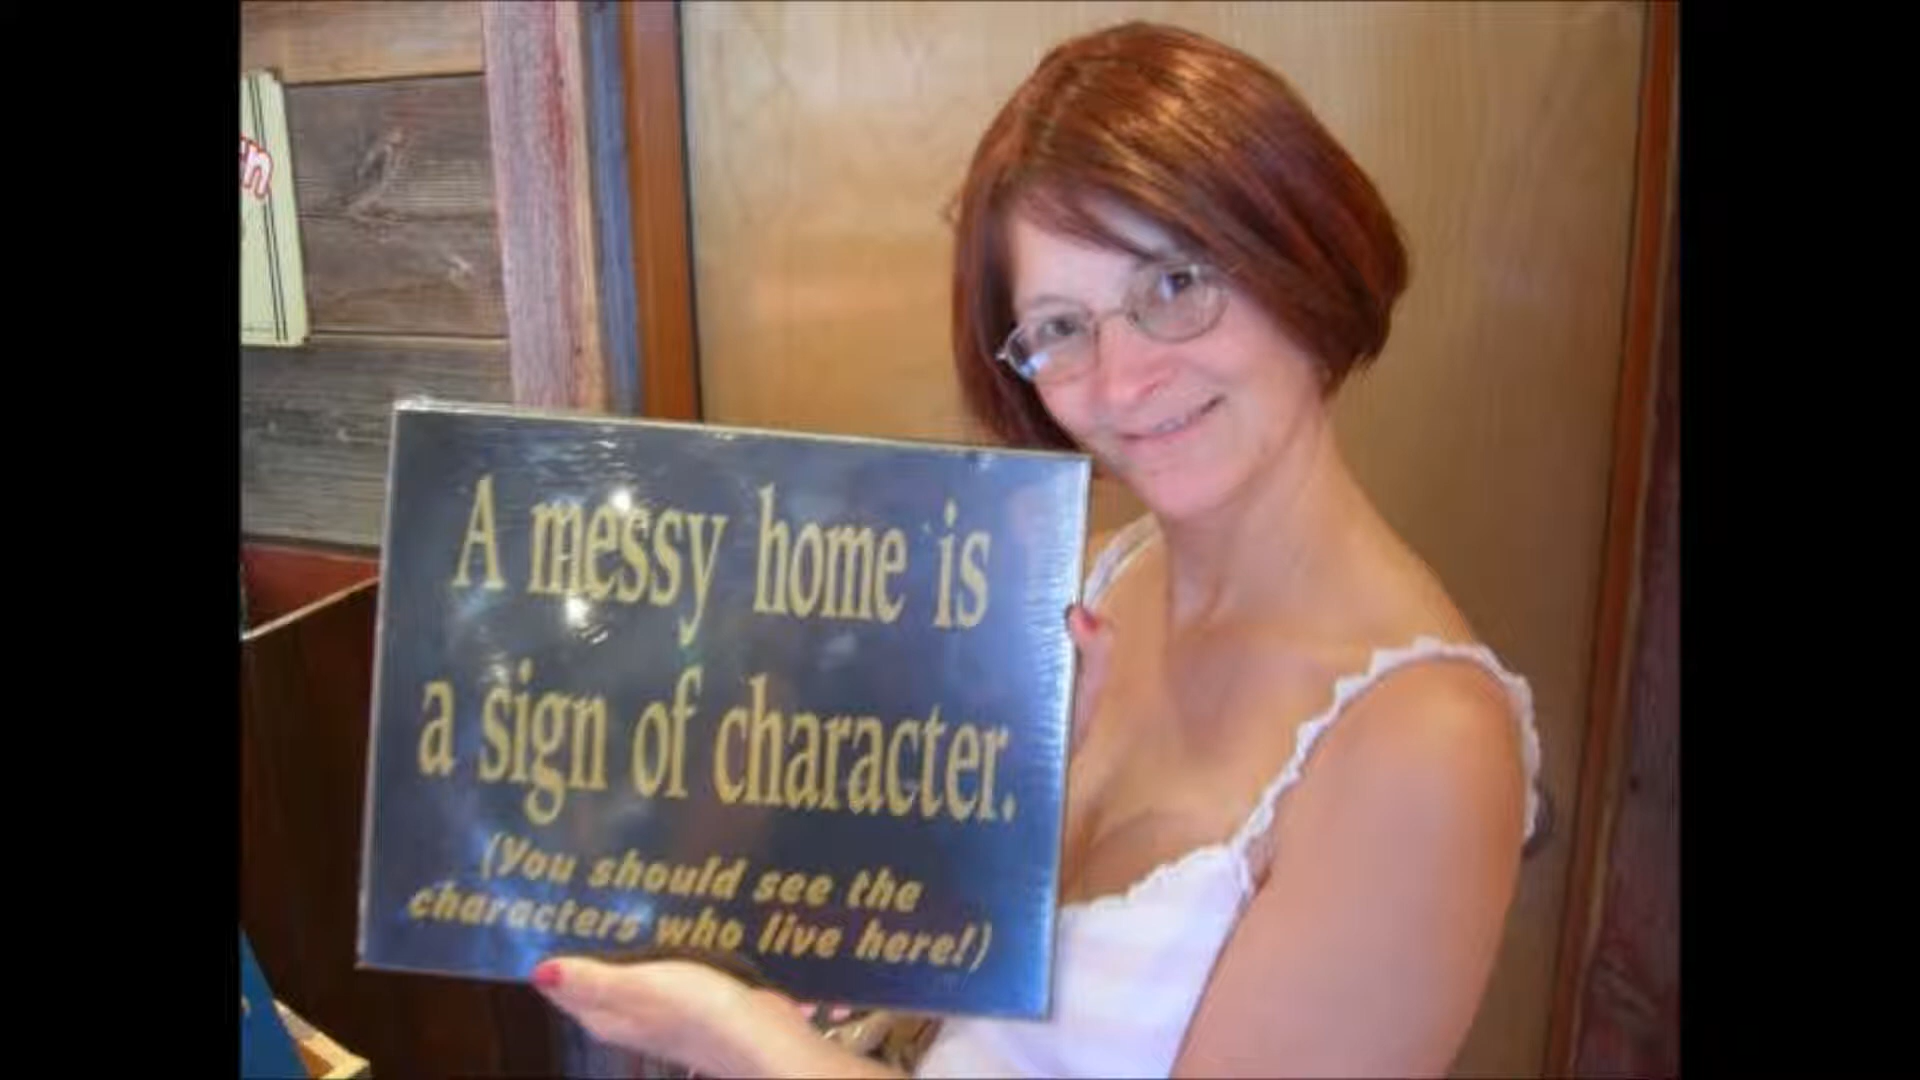 A messy home is
a sign of character.
(You should see the
characters who live here!)